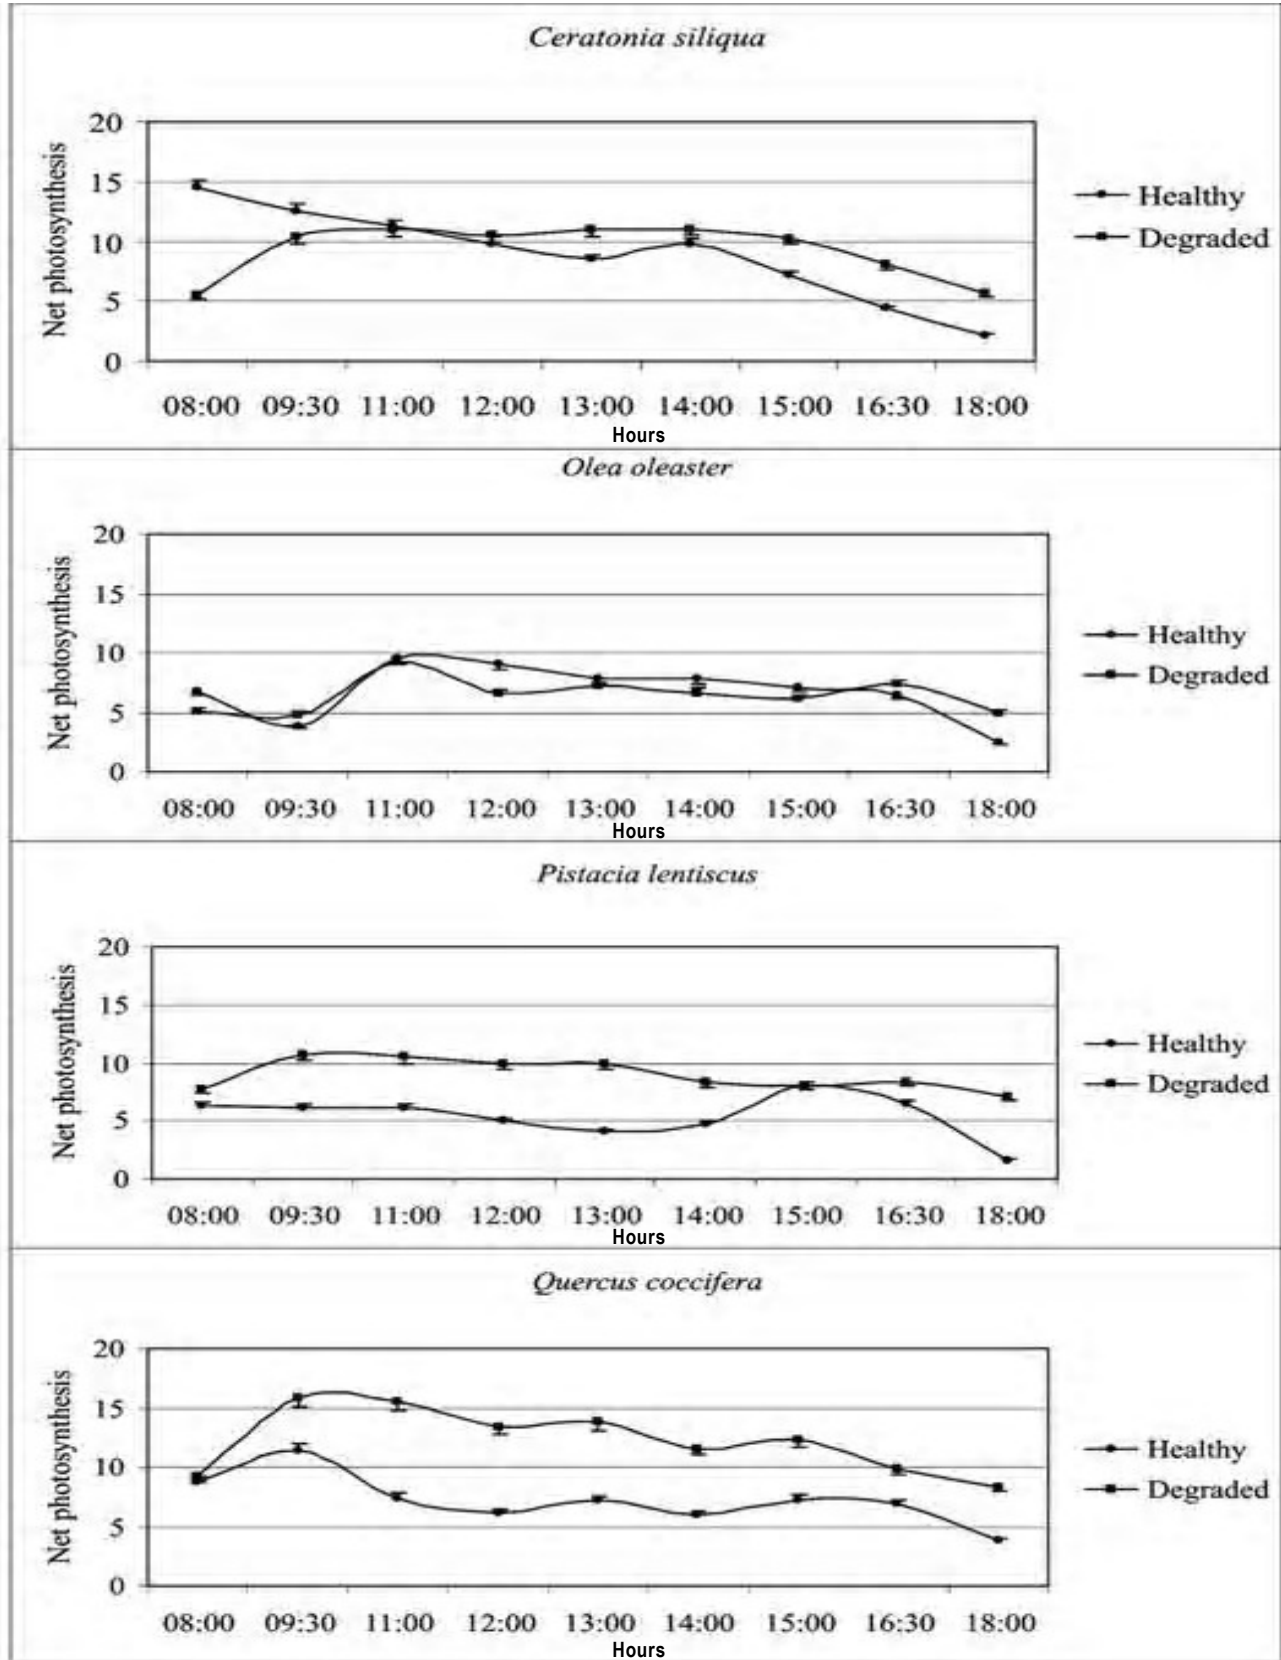 Ceratonia siliqua
Net photosynthesis
20
15
10
5
0
08:00 09:30 11:00 12:00 13:00 14:00 15:00 16:30 18:00
Hours
Healthy
Degraded
Olea oleaster
Net photosynthesis
20
15
10
5
0
08:00 09:30 11:00 12:00 13:00 14:00 15:00 16:30 18:00
Hours
Healthy
Degraded
Pistacia lentiscus
Net photosynthesis
20
15
10
5
0
08:00 09:30 11:00 12:00 13:00 14:00 15:00 16:30 18:00
Hours
Healthy
Degraded
Quercus coccifera
Net photosynthesis
20
15
10
5
0
08:00 09:30 11:00 12:00 13:00 14:00 15:00 16:30 18:00
Hours
Healthy
Degraded